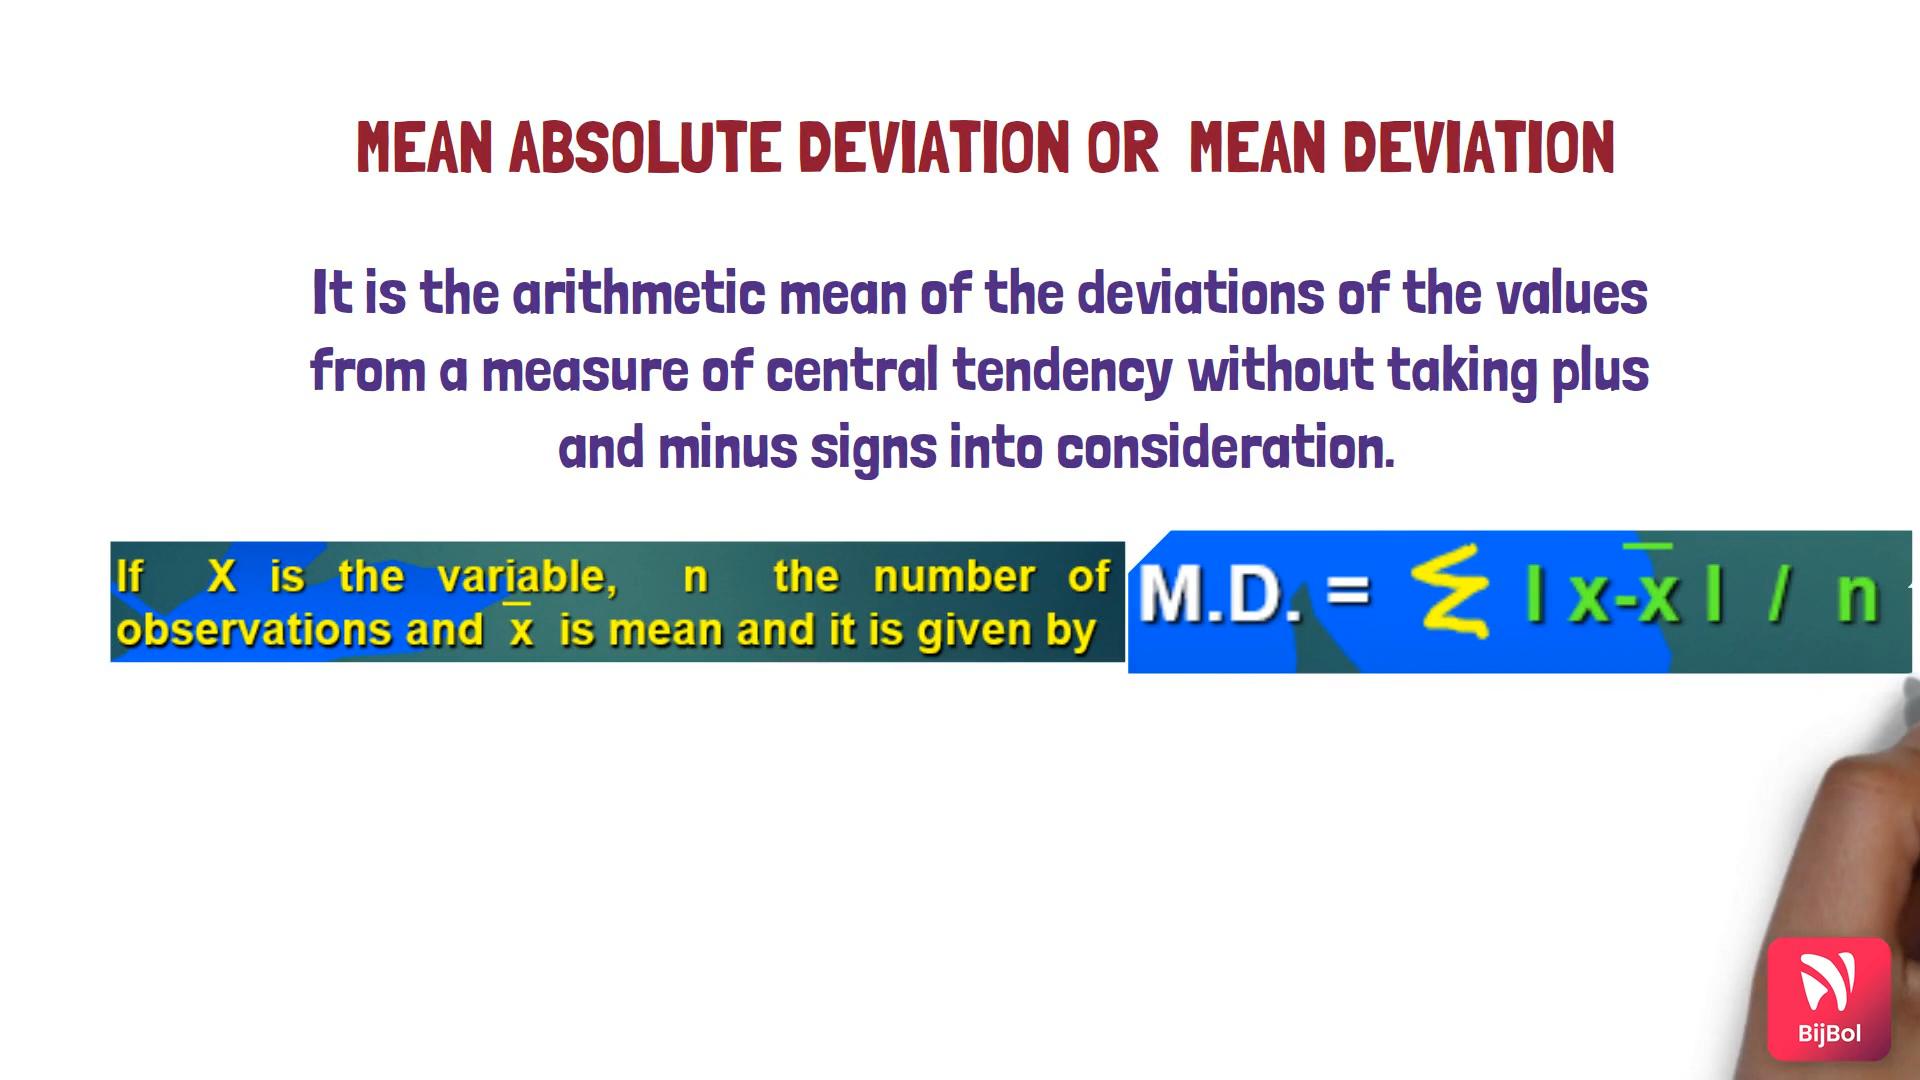 MEAN ABSOLUTE DEVIATION OR MEAN DEVIATION
It is the arithmetic mean of the deviations of the values
from a measure of central tendency without taking plus
and minus signs into consideration.
If X is the variable, n the number of
observations and x̅ is mean and it is given by
M.D. = Σ | x-x̅ | / n
BijBol